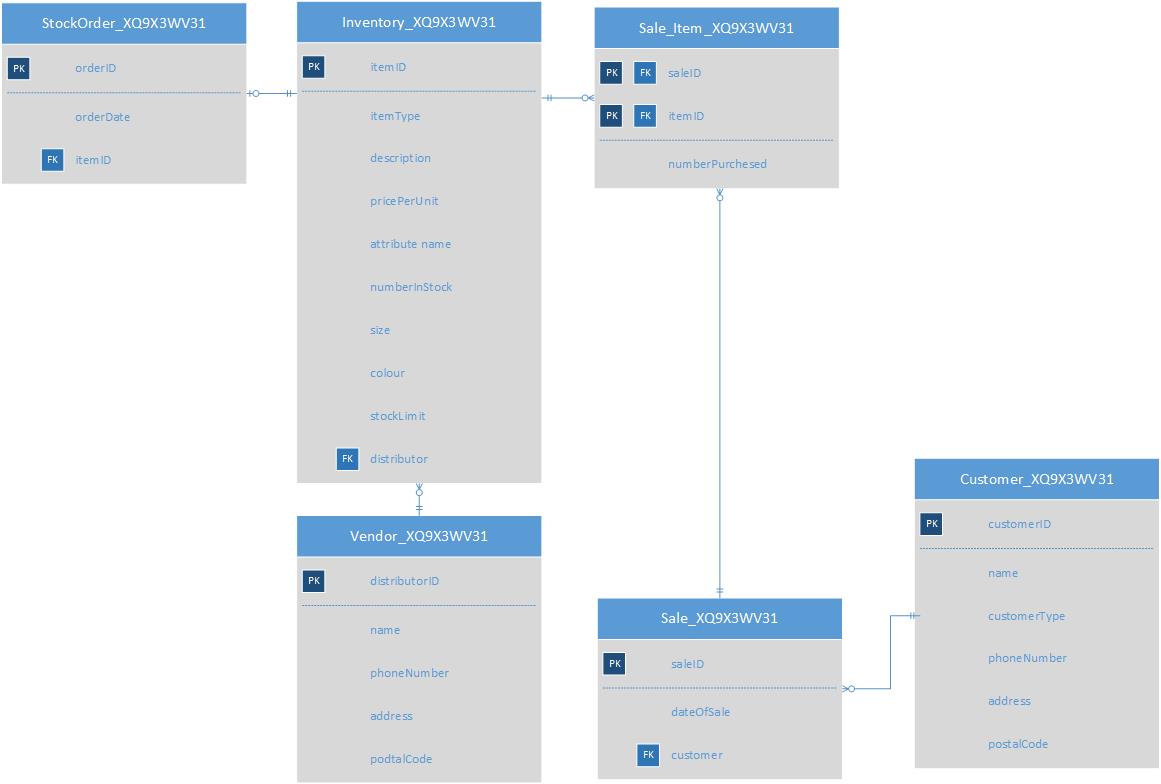 StockOrder_XQ9X3WV31
PK orderID
orderDate
FK itemID
Inventory_XQ9X3WV31
PK itemID
itemType
description
pricePerUnit
attribute name
numberInStock
size
colour
stockLimit
FK distributor
Sale_Item_XQ9X3WV31
PK FK saleID
PK FK itemID
numberPurchesed
Vendor_XQ9X3WV31
PK distributorID
name
phoneNumber
address
podtalCode
Sale_XQ9X3WV31
PK saleID
dateOfSale
FK customer
Customer_XQ9X3WV31
PK customerID
name
customerType
phoneNumber
address
postalCode